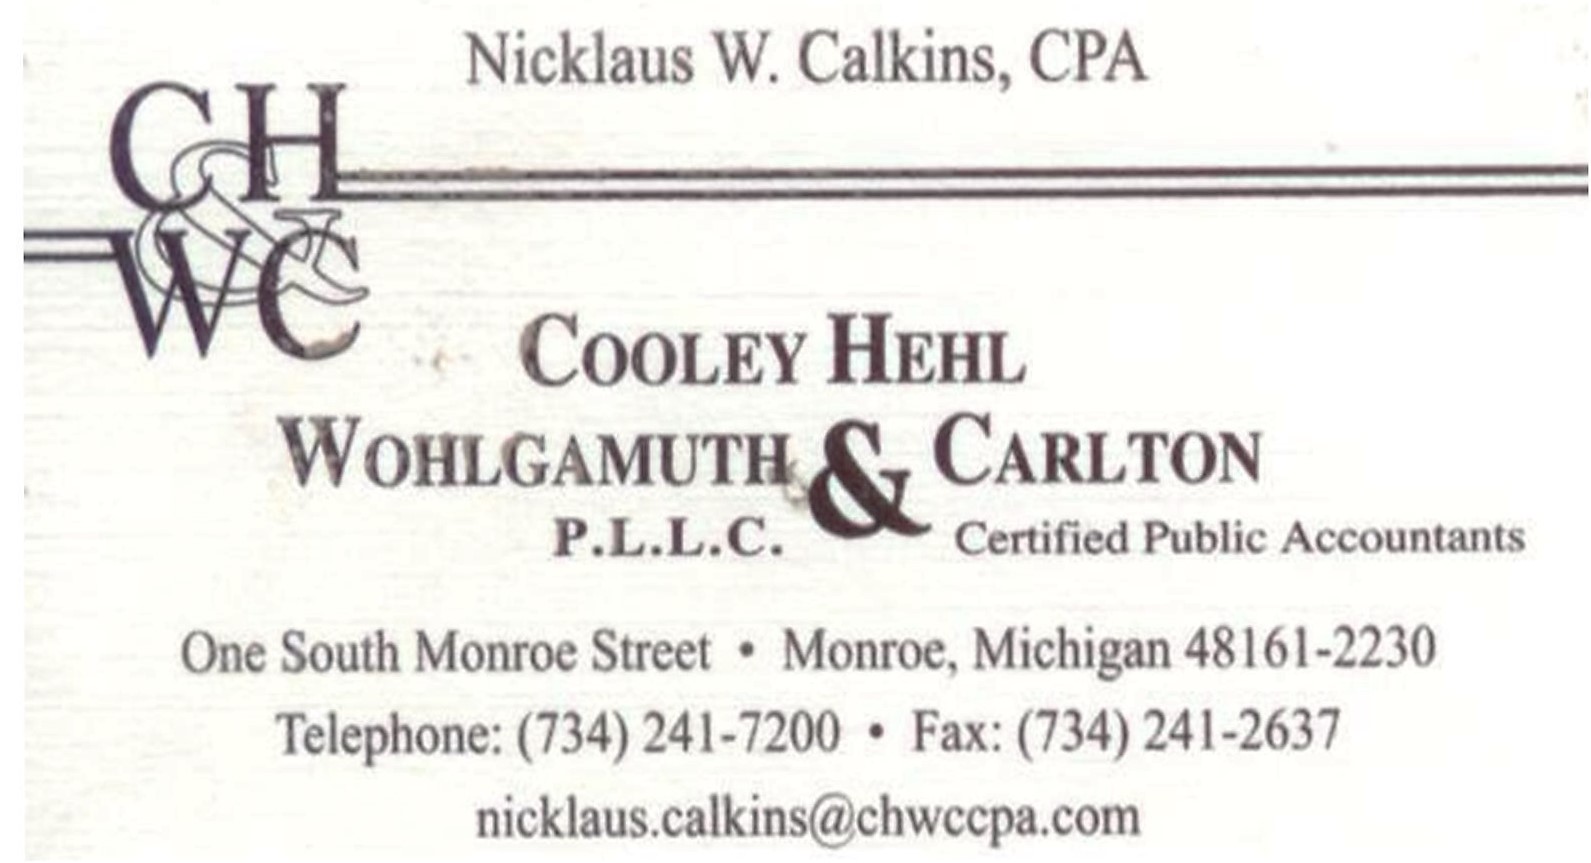 Nicklaus W. Calkins, CPA
CH
&
WC
COOLEY HEHL
WOHLGAMUTH & CARLTON
P.L.L.C. Certified Public Accountants
One South Monroe Street • Monroe, Michigan 48161-2230
Telephone: (734) 241-7200 • Fax: (734) 241-2637
nicklaus.calkins@chwccpa.com